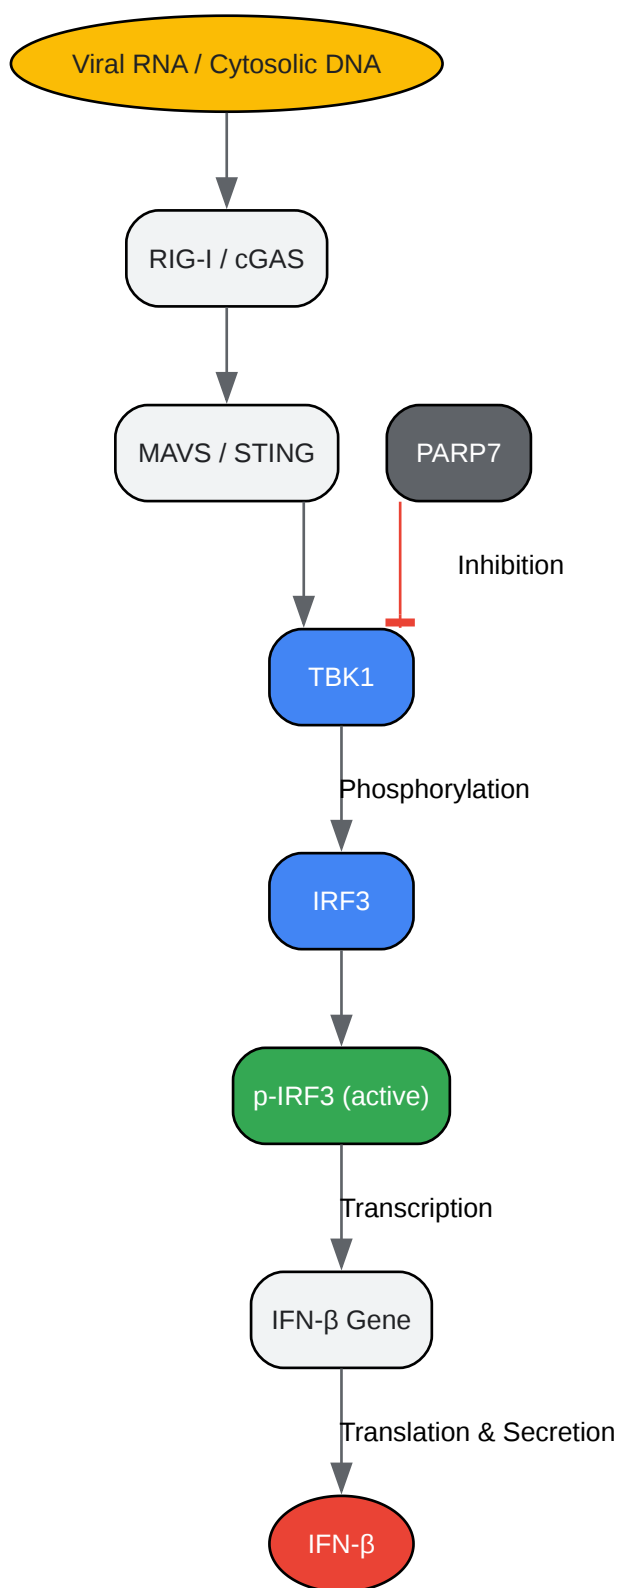 Viral RNA / Cytosolic DNA
RIG-I / cGAS
MAVS / STING
PARP7
Inhibition
TBK1
Phosphorylation
IRF3
p-IRF3 (active)
Transcription
IFN-β Gene
Translation & Secretion
IFN-β